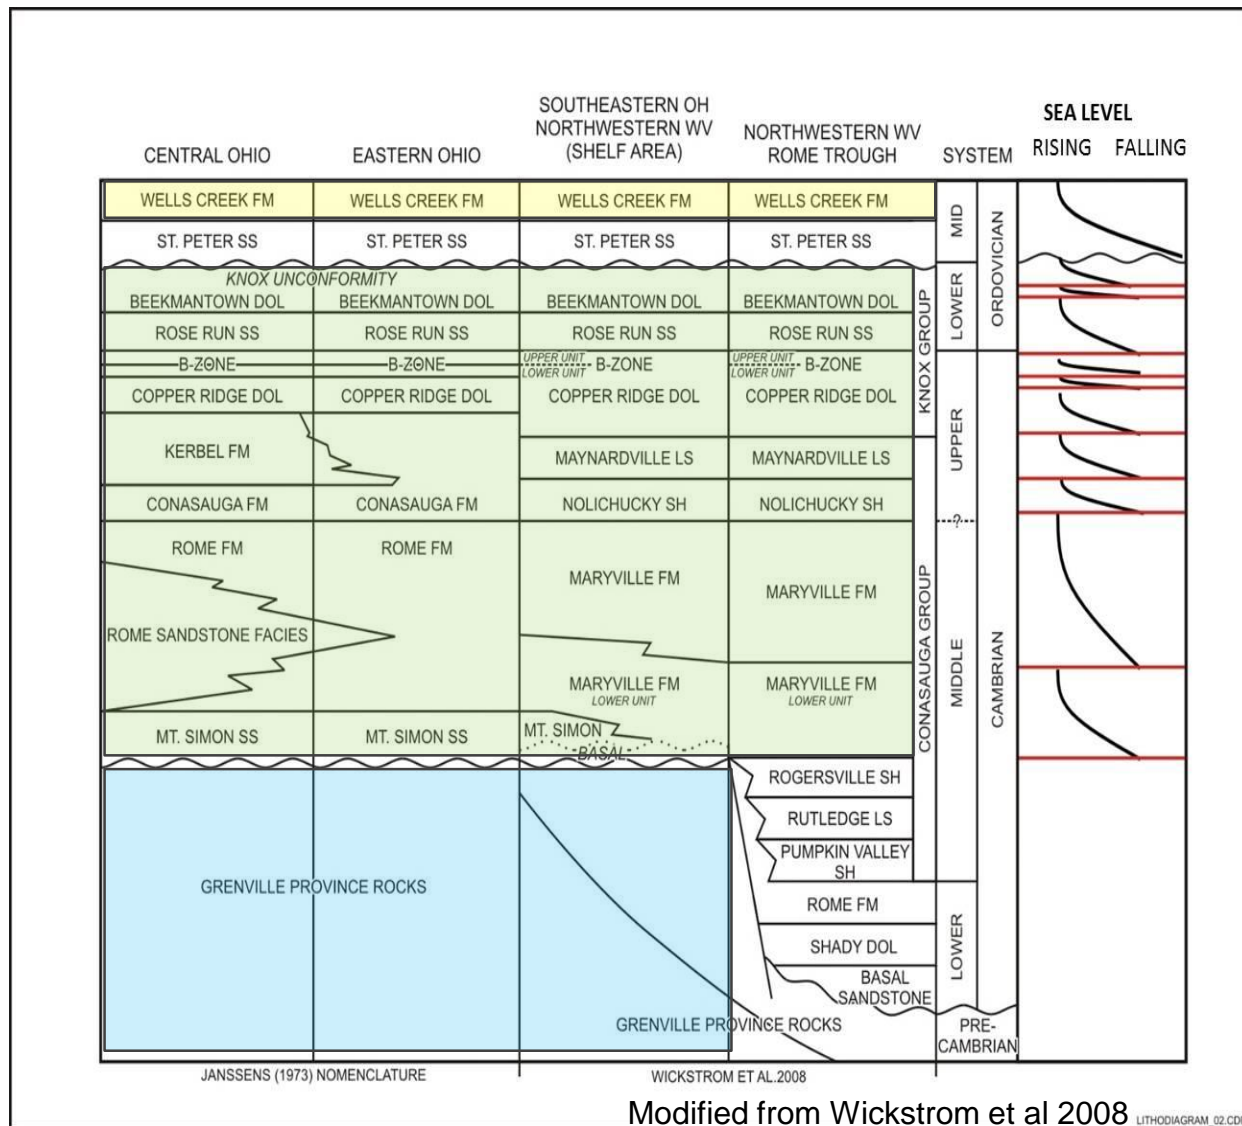 SEA LEVEL
RISING FALLING
CENTRAL OHIO
EASTERN OHIO
SOUTHEASTERN OH
NORTHWESTERN WV
(SHELF AREA)
NORTHWESTERN WV
ROME TROUGH
SYSTEM
WELLS CREEK FM WELLS CREEK FM WELLS CREEK FM WELLS CREEK FM
ST. PETER SS ST. PETER SS ST. PETER SS ST. PETER SS
KNOX UNCONFORMITY
BEEKMANTOWN DOL BEEKMANTOWN DOL BEEKMANTOWN DOL BEEKMANTOWN DOL
ROSE RUN SS ROSE RUN SS ROSE RUN SS ROSE RUN SS
B-ZONE B-ZONE UPPER UNIT B-ZONE UPPER UNIT B-ZONE
LOWER UNIT LOWER UNIT
COPPER RIDGE DOL COPPER RIDGE DOL COPPER RIDGE DOL COPPER RIDGE DOL
KERBEL FM MAYNARDVILLE LS MAYNARDVILLE LS
CONASAUGA FM CONASAUGA FM NOLICHUCKY SH NOLICHUCKY SH
ROME FM ROME FM MARYVILLE FM MARYVILLE FM
ROME SANDSTONE FACIES
MARYVILLE FM MARYVILLE FM
LOWER UNIT LOWER UNIT
MT. SIMON SS MT. SIMON SS MT. SIMON
BASAL
ROGERSVILLE SH
RUTLEDGE LS
PUMPKIN VALLEY
SH
GRENVILLE PROVINCE ROCKS
ROME FM
SHADY DOL
BASAL
SANDSTONE
GRENVILLE PROVINCE ROCKS
KNOX GROUP
CONASAUGA GROUP
MID
LOWER
UPPER
?
MIDDLE
LOWER
ORDOVICIAN
CAMBRIAN
PRE-
CAMBRIAN
JANSSENS (1973) NOMENCLATURE
WICKSTROM ET AL.2008
Modified from Wickstrom et al 2008
LITHODIAGRAM_02.CD